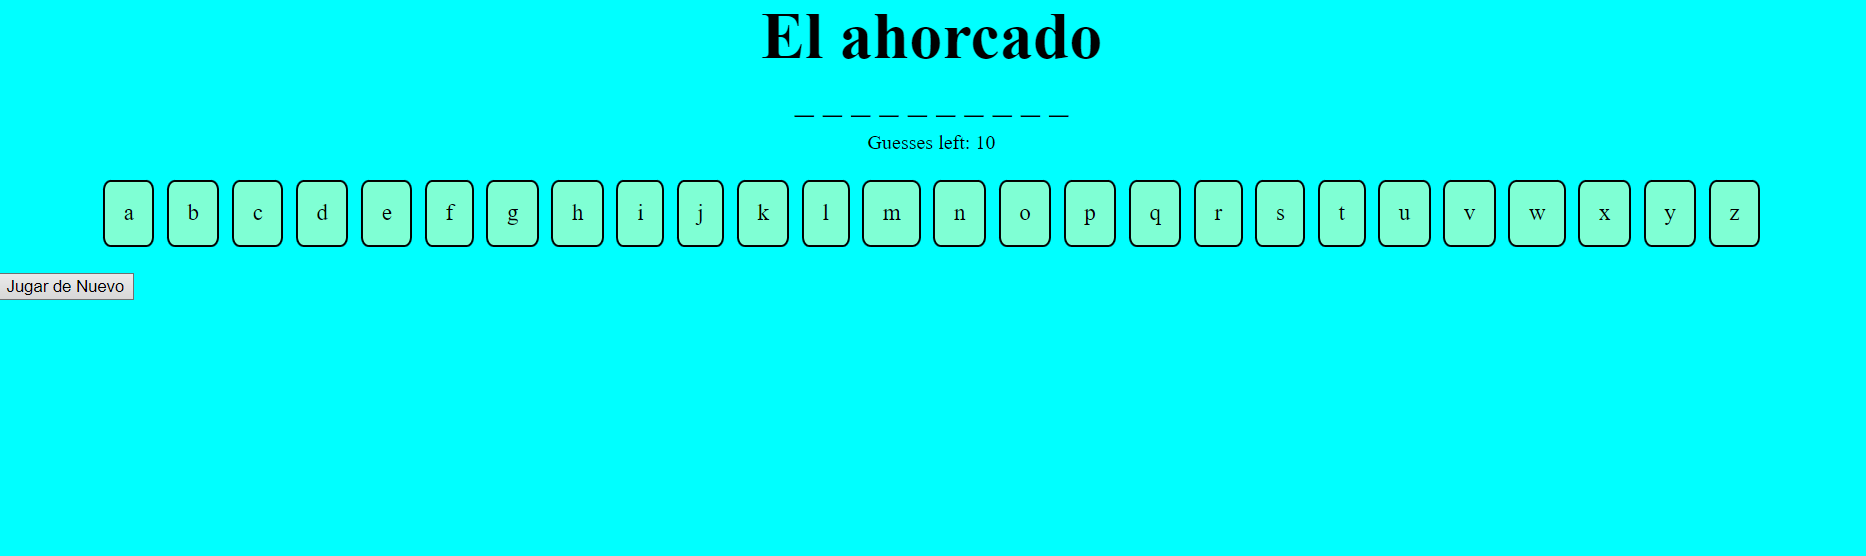 El ahorcado
_ _ _ _ _ _ _ _ _ _
Guesses left: 10
a b c d e f g h i j k l m n o p q r s t u v w x y z
Jugar de Nuevo